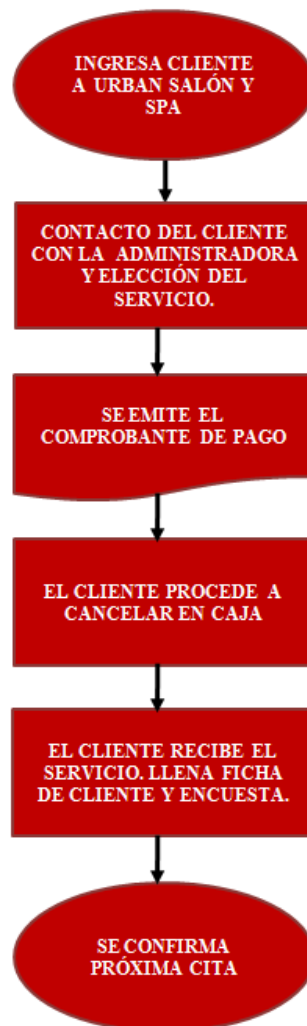 INGRESA CLIENTE
A URBAN SALÓN Y
SPA
CONTACTO DEL CLIENTE
CON LA ADMINISTRADORA
Y ELECCIÓN DEL
SERVICIO.
SE EMITE EL
COMPROBANTE DE PAGO
EL CLIENTE PROCEDE A
CANCELAR EN CAJA
EL CLIENTE RECIBE EL
SERVICIO. LLENA FICHA
DE CLIENTE Y ENCUESTA.
SE CONFIRMA
PRÓXIMA CITA